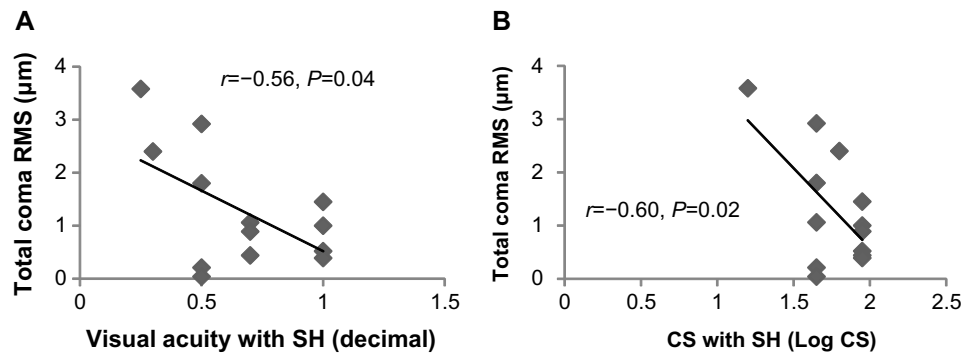 A
Total coma RMS (μm)
4
3
2
1
0
r=−0.56, P=0.04
0
0.5
1
1.5
Visual acuity with SH (decimal)
B
Total coma RMS (μm)
4
3
2
1
0
r=−0.60, P=0.02
0
0.5
1
1.5
2
2.5
CS with SH (Log CS)